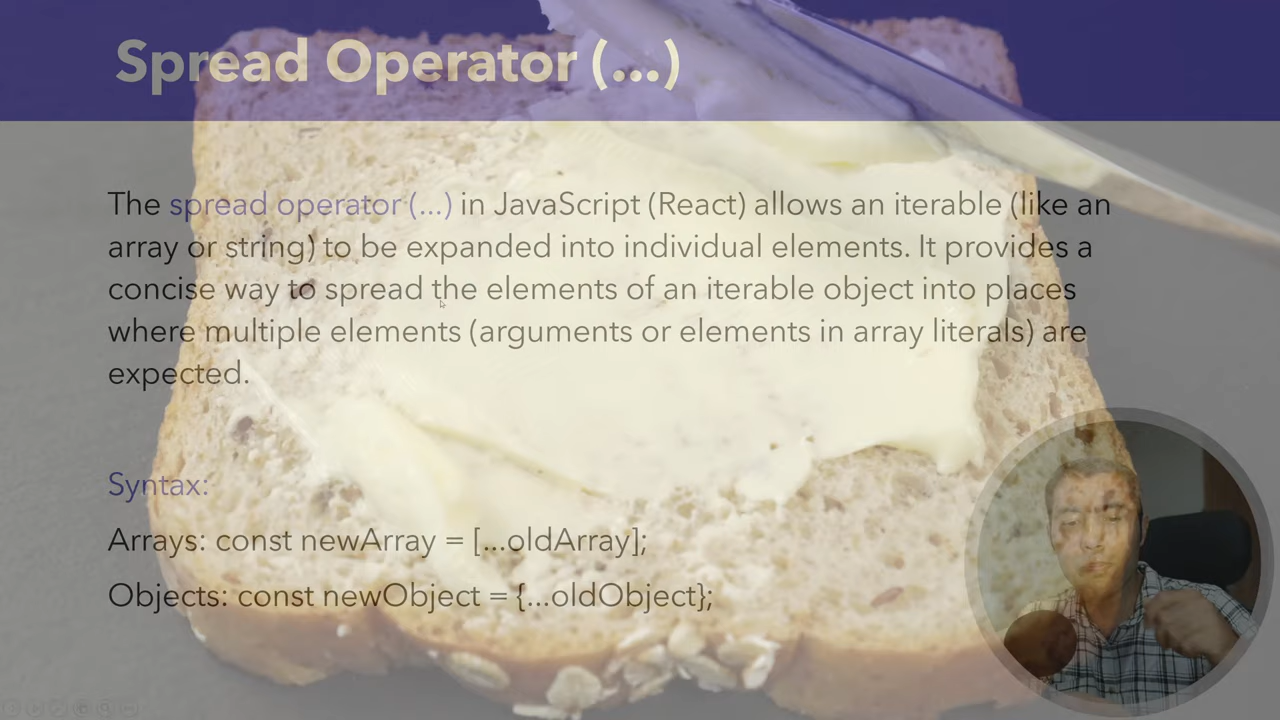 Spread Operator (...)
The spread operator (...) in JavaScript (React) allows an iterable (like an
array or string) to be expanded into individual elements. It provides a
concise way to spread the elements of an iterable object into places
where multiple elements (arguments or elements in array literals) are
expected.
Syntax:
Arrays: const newArray = [...oldArray];
Objects: const newObject = {...oldObject};